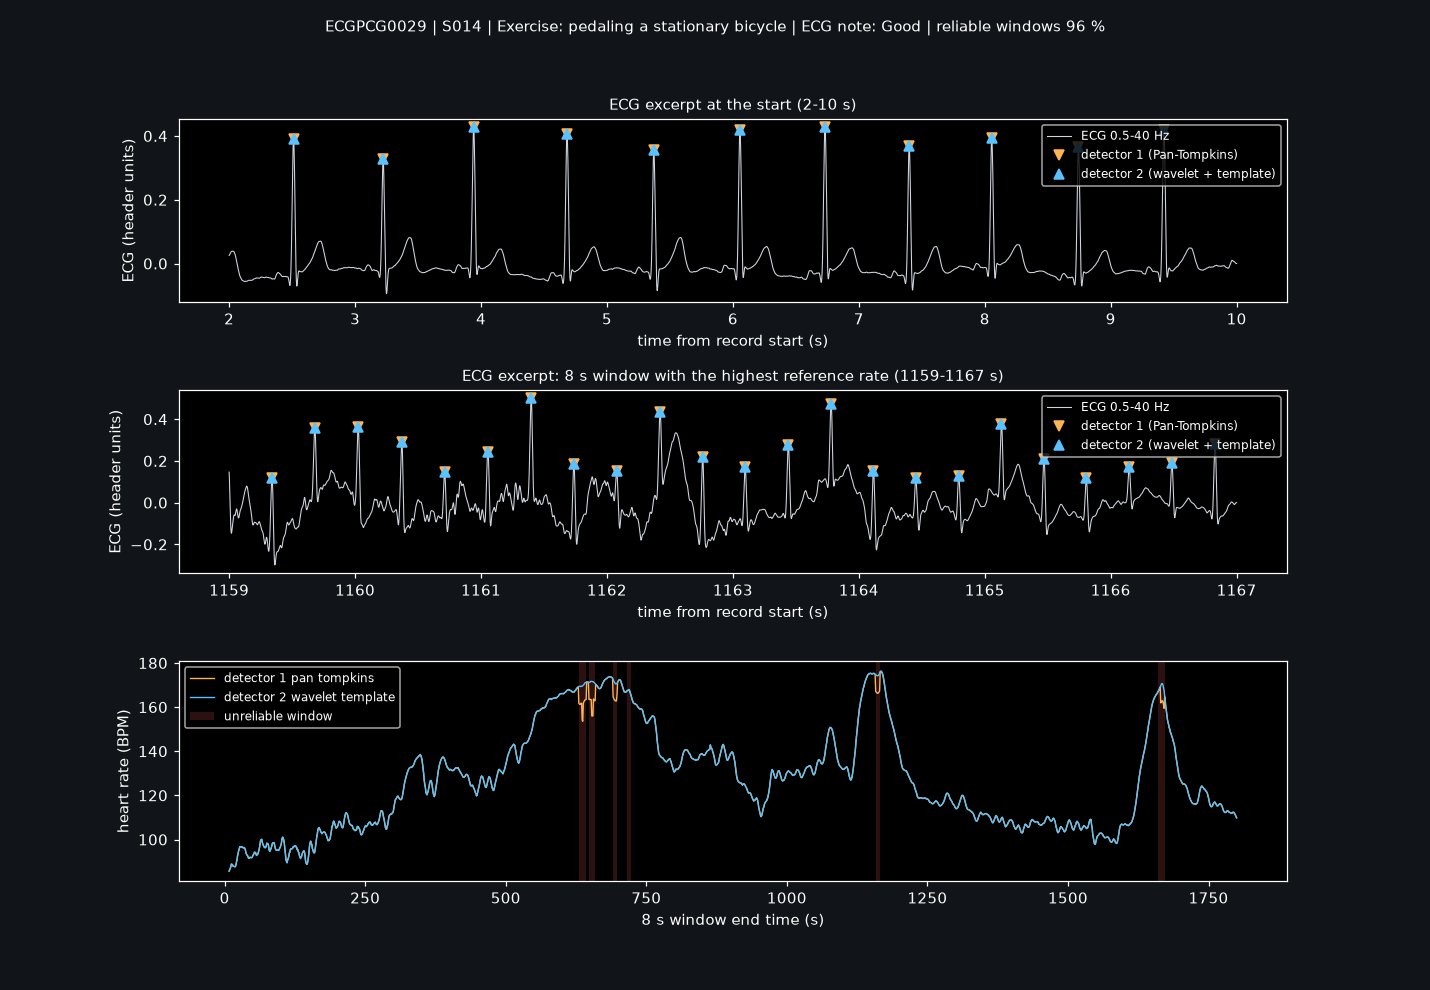 ECGPCG0029 | S014 | Exercise: pedaling a stationary bicycle | ECG note: Good | reliable windows 96 %
ECG excerpt at the start (2-10 s)
ECG (header units)
0.4
0.2
0.0
ECG 0.5-40 Hz
detector 1 (Pan-Tompkins)
detector 2 (wavelet + template)
2 3 4 5 6 7 8 9 10
time from record start (s)
ECG excerpt: 8 s window with the highest reference rate (1159-1167 s)
ECG (header units)
0.4
0.2
0.0
−0.2
ECG 0.5-40 Hz
detector 1 (Pan-Tompkins)
detector 2 (wavelet + template)
1159 1160 1161 1162 1163 1164 1165 1166 1167
time from record start (s)
heart rate (BPM)
180
160
140
120
100
detector 1 pan tompkins
detector 2 wavelet template
unreliable window
0 250 500 750 1000 1250 1500 1750
8 s window end time (s)